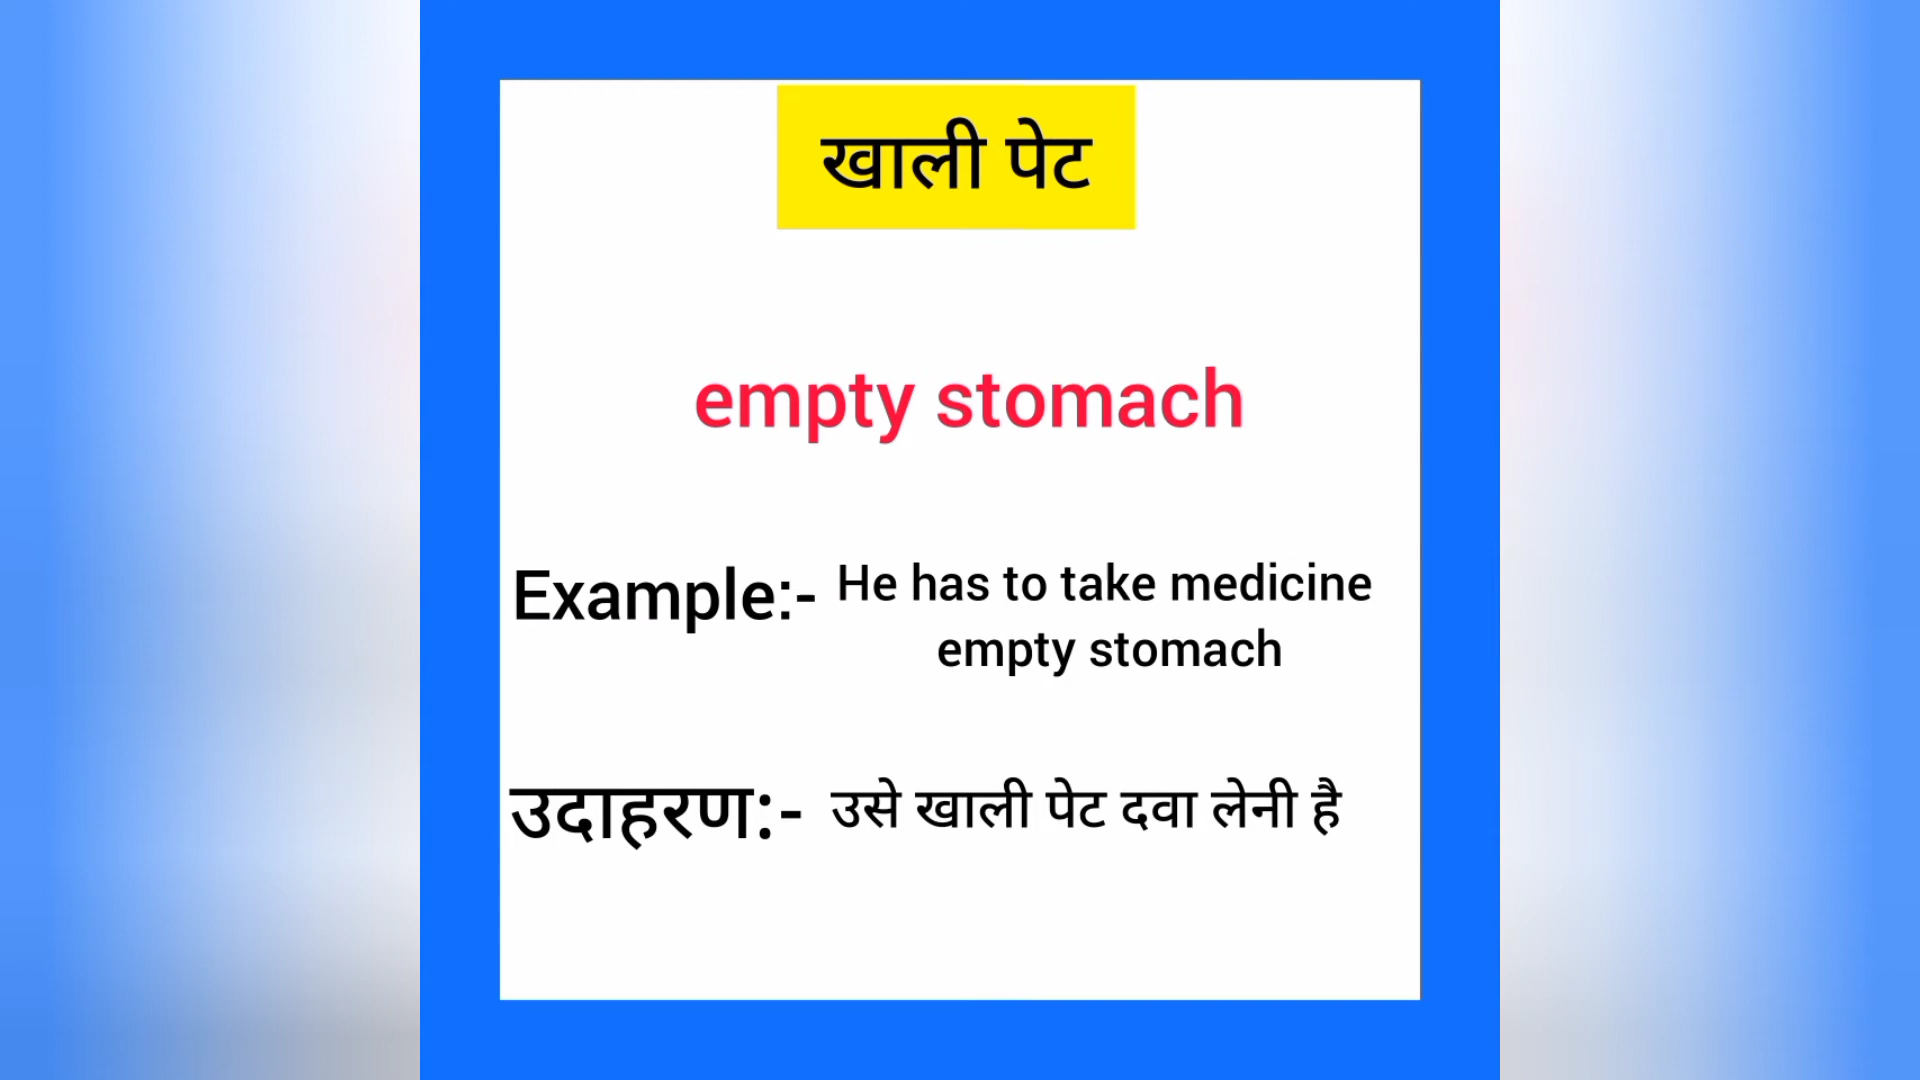 खाली पेट
empty stomach
Example:- He has to take medicine
empty stomach
उदाहरण:- उसे खाली पेट दवा लेनी है